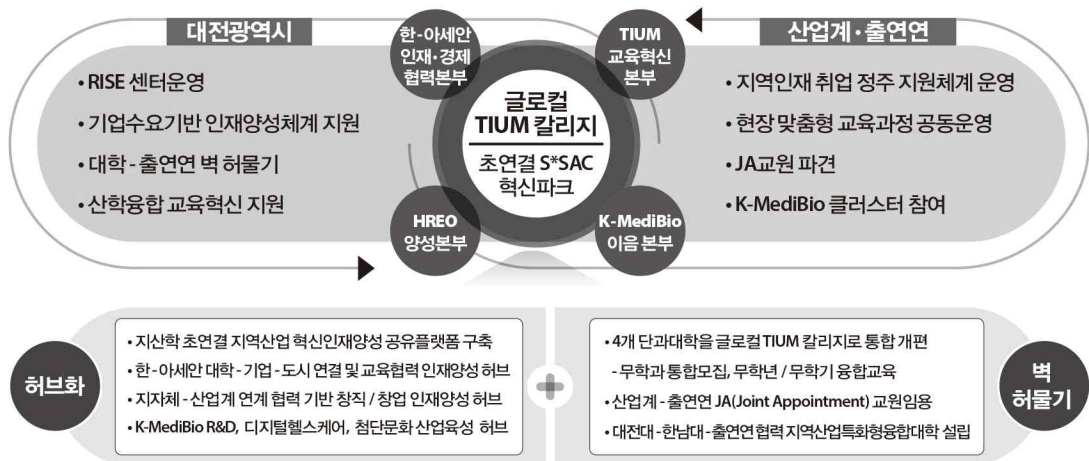 대전광역시
• RISE 센터운영
• 기업수요기반 인재양성체계 지원
• 대학 - 출연연 벽 허물기
• 산학융합 교육혁신 지원
한 - 아세안
인재 · 경제
협력본부
TIUM
교육혁신
본부
글로컬
TIUM 칼리지
초연결 S*SAC
혁신파크
HREO
양성본부
K-MediBio
이음 본부
산업계 · 출연연
• 지역인재 취업 정주 지원체계 운영
• 현장 맞춤형 교육과정 공동운영
• JA교원 파견
• K-MediBio 클러스터 참여
허브화
• 지산학 초연결 지역산업 혁신인재양성 공유플랫폼 구축
• 한 - 아세안 대학 - 기업 - 도시 연결 및 교육협력 인재양성 허브
• 지자체 - 산업계 연계 협력 기반 창직 / 창업 인재양성 허브
• K-MediBio R&D, 디지털헬스케어, 첨단문화 산업육성 허브
+
• 4개 단과대학을 글로컬 TIUM 칼리지로 통합 개편
- 무학과 통합모집, 무학년 / 무학기 융합교육
• 산업계 - 출연연 JA(Joint Appointment) 교원임용
• 대전대 - 한남대 - 출연연 협력 지역산업특화형융합대학 설립
벽
허물기